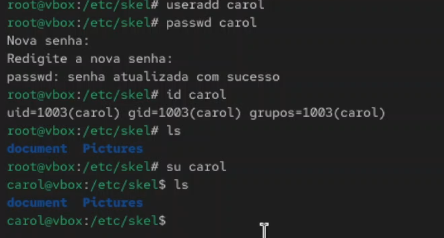 root@vbox:/etc/skel# useradd carol
root@vbox:/etc/skel# passwd carol
Nova senha:
Redigite a nova senha:
passwd: senha atualizada com sucesso
root@vbox:/etc/skel# id carol
uid=1003(carol) gid=1003(carol) grupos=1003(carol)
root@vbox:/etc/skel# ls
document  Pictures
root@vbox:/etc/skel# su carol
carol@vbox:/etc/skel$ ls
document  Pictures
carol@vbox:/etc/skel$